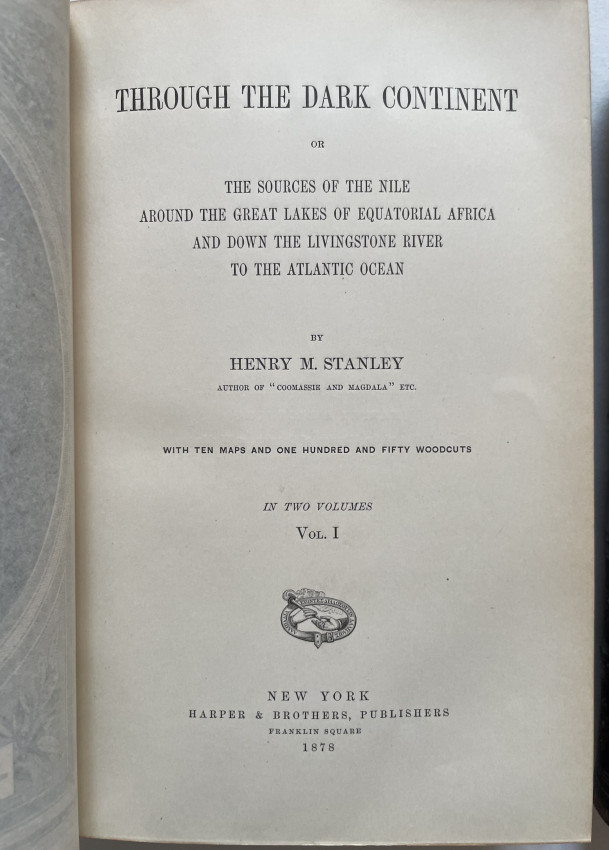 THROUGH THE DARK CONTINENT
OR
THE SOURCES OF THE NILE
AROUND THE GREAT LAKES OF EQUATORIAL AFRICA
AND DOWN THE LIVINGSTONE RIVER
TO THE ATLANTIC OCEAN
BY
HENRY M. STANLEY
AUTHOR OF "COOMASSIE AND MAGDALA" ETC.
WITH TEN MAPS AND ONE HUNDRED AND FIFTY WOODCUTS
IN TWO VOLUMES
VOL. I
NEW YORK
HARPER & BROTHERS, PUBLISHERS
FRANKLIN SQUARE
1878